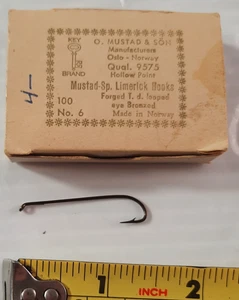 KEY
BRAND
O. MUSTAD & SÖN
Manufacturers
Oslo - Norway
Qual. 9575
Hollow Point
Mustad-Sp. Limerick Hooks
100
Forged T. d. looped
eye Bronzed
No. 6
Made in Norway
4-
1
INCH
2